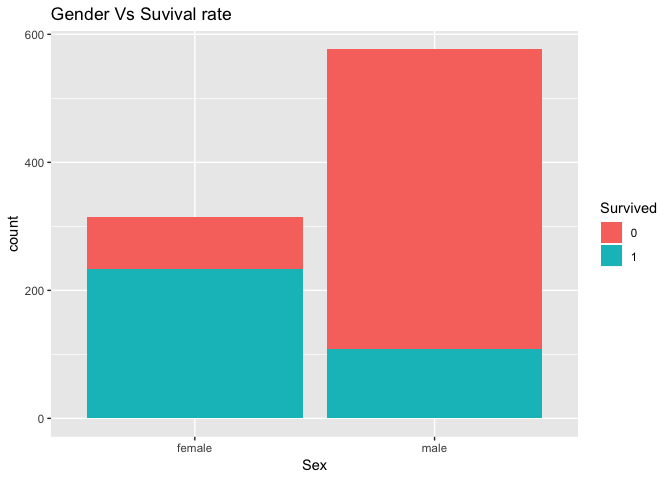 Gender Vs Suvival rate
600
400
200
0
count
female
male
Sex
Survived
0
1